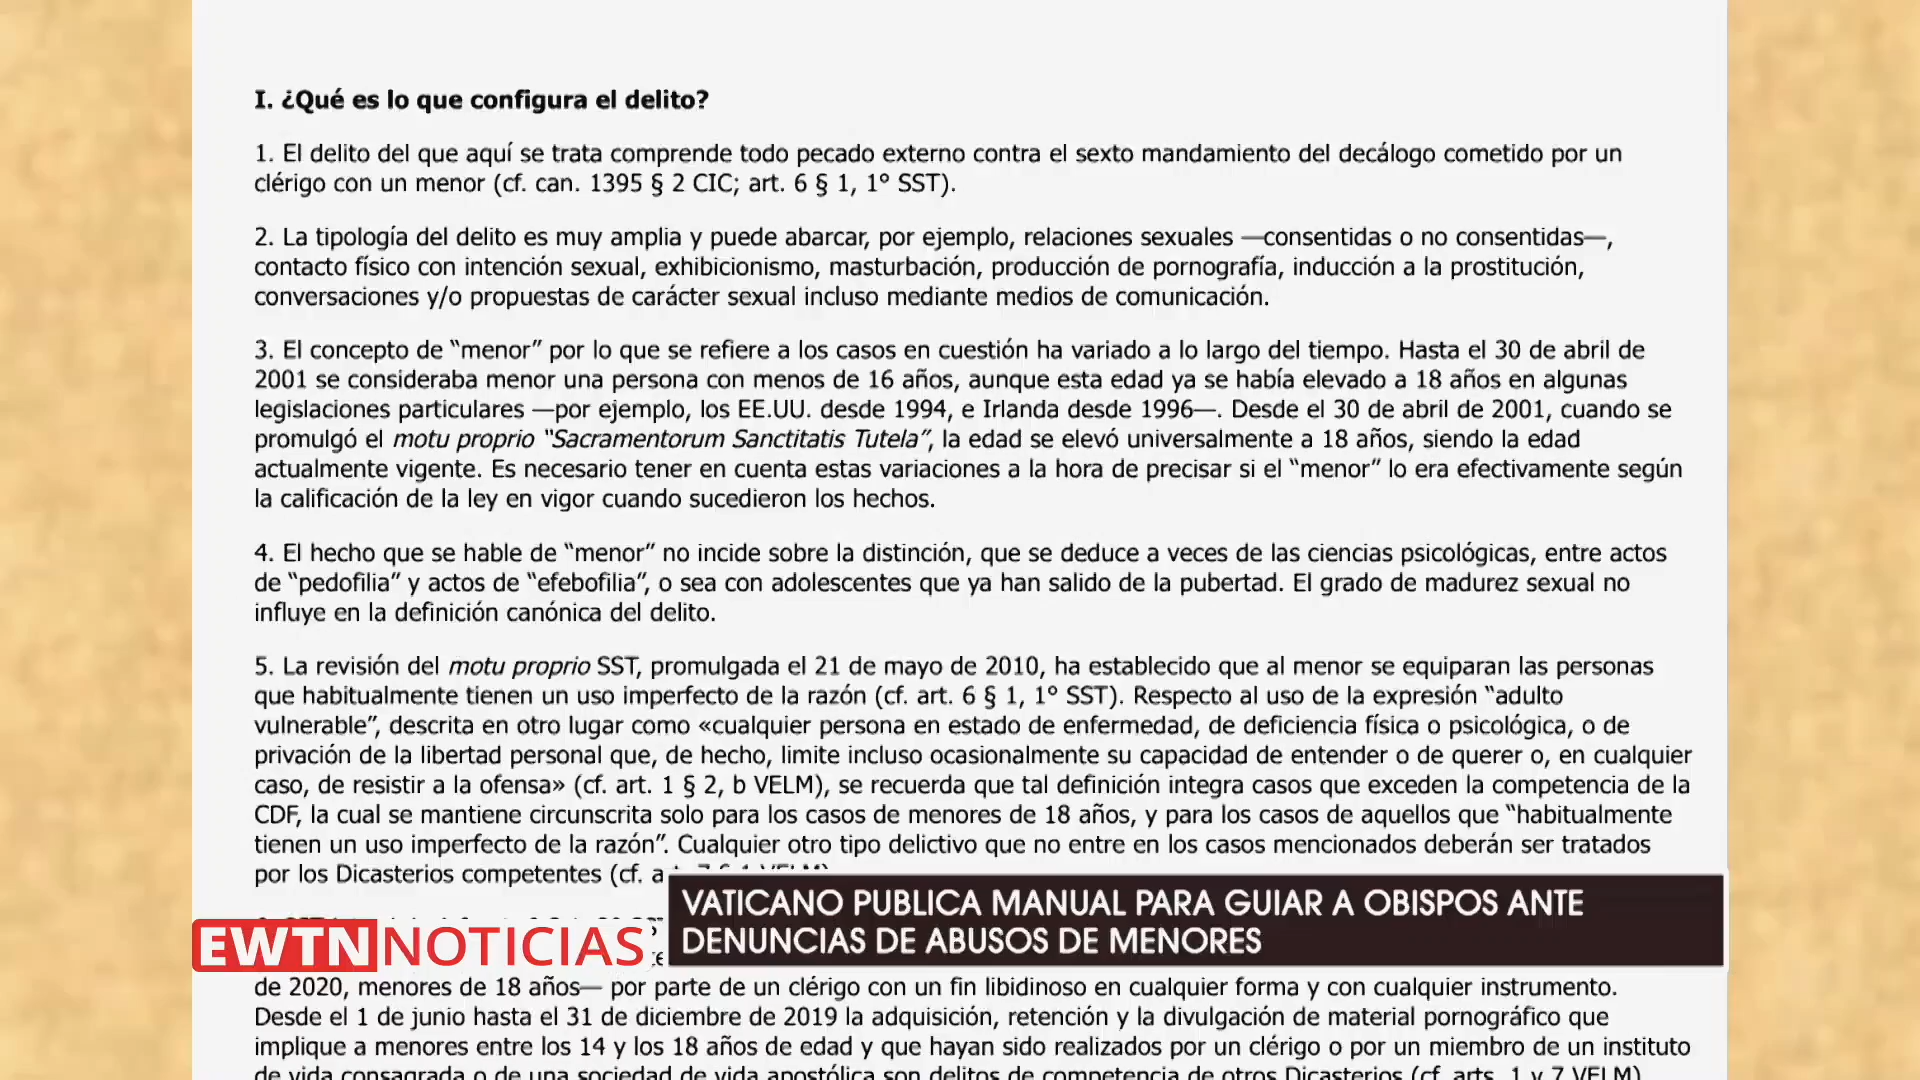 I. ¿Qué es lo que configura el delito?
1. El delito del que aquí se trata comprende todo pecado externo contra el sexto mandamiento del decálogo cometido por un
clérigo con un menor (cf. can. 1395 § 2 CIC; art. 6 § 1, 1° SST).
2. La tipología del delito es muy amplia y puede abarcar, por ejemplo, relaciones sexuales —consentidas o no consentidas—,
contacto físico con intención sexual, exhibicionismo, masturbación, producción de pornografía, inducción a la prostitución,
conversaciones y/o propuestas de carácter sexual incluso mediante medios de comunicación.
3. El concepto de “menor” por lo que se refiere a los casos en cuestión ha variado a lo largo del tiempo. Hasta el 30 de abril de
2001 se consideraba menor una persona con menos de 16 años, aunque esta edad ya se había elevado a 18 años en algunas
legislaciones particulares —por ejemplo, los EE.UU. desde 1994, e Irlanda desde 1996—. Desde el 30 de abril de 2001, cuando se
promulgó el motu proprio “Sacramentorum Sanctitatis Tutela”, la edad se elevó universalmente a 18 años, siendo la edad
actualmente vigente. Es necesario tener en cuenta estas variaciones a la hora de precisar si el “menor” lo era efectivamente según
la calificación de la ley en vigor cuando sucedieron los hechos.
4. El hecho que se hable de “menor” no incide sobre la distinción, que se deduce a veces de las ciencias psicológicas, entre actos
de “pedofilia” y actos de “efebofilia”, o sea con adolescentes que ya han salido de la pubertad. El grado de madurez sexual no
influye en la definición canónica del delito.
5. La revisión del motu proprio SST, promulgada el 21 de mayo de 2010, ha establecido que al menor se equiparan las personas
que habitualmente tienen un uso imperfecto de la razón (cf. art. 6 § 1, 1° SST). Respecto al uso de la expresión “adulto
vulnerable”, descrita en otro lugar como «cualquier persona en estado de enfermedad, de deficiencia física o psicológica, o de
privación de la libertad personal que, de hecho, limite incluso ocasionalmente su capacidad de entender o de querer o, en cualquier
caso, de resistir a la ofensa» (cf. art. 1 § 2, b VELM), se recuerda que tal definición integra casos que exceden la competencia de la
CDF, la cual se mantiene circunscrita solo para los casos de menores de 18 años, y para los casos de aquellos que “habitualmente
tienen un uso imperfecto de la razón”. Cualquier otro tipo delictivo que no entre en los casos mencionados deberán ser tratados
por los Dicasterios competentes (cf.
VATICANO PUBLICA MANUAL PARA GUIAR A OBISPOS ANTE
DENUNCIAS DE ABUSOS DE MENORES
EWTN NOTICIAS
de 2020, menores de 18 años— por parte de un clérigo con un fin libidinoso en cualquier forma y con cualquier instrumento.
Desde el 1 de junio hasta el 31 de diciembre de 2019 la adquisición, retención y la divulgación de material pornográfico que
implique a menores entre los 14 y los 18 años de edad y que hayan sido realizados por un clérigo o por un miembro de un instituto
de vida consagrada o de una sociedad de vida apostólica son delitos de competencia de otros Dicasterios (cf. arts. 1 y 7 VELM).